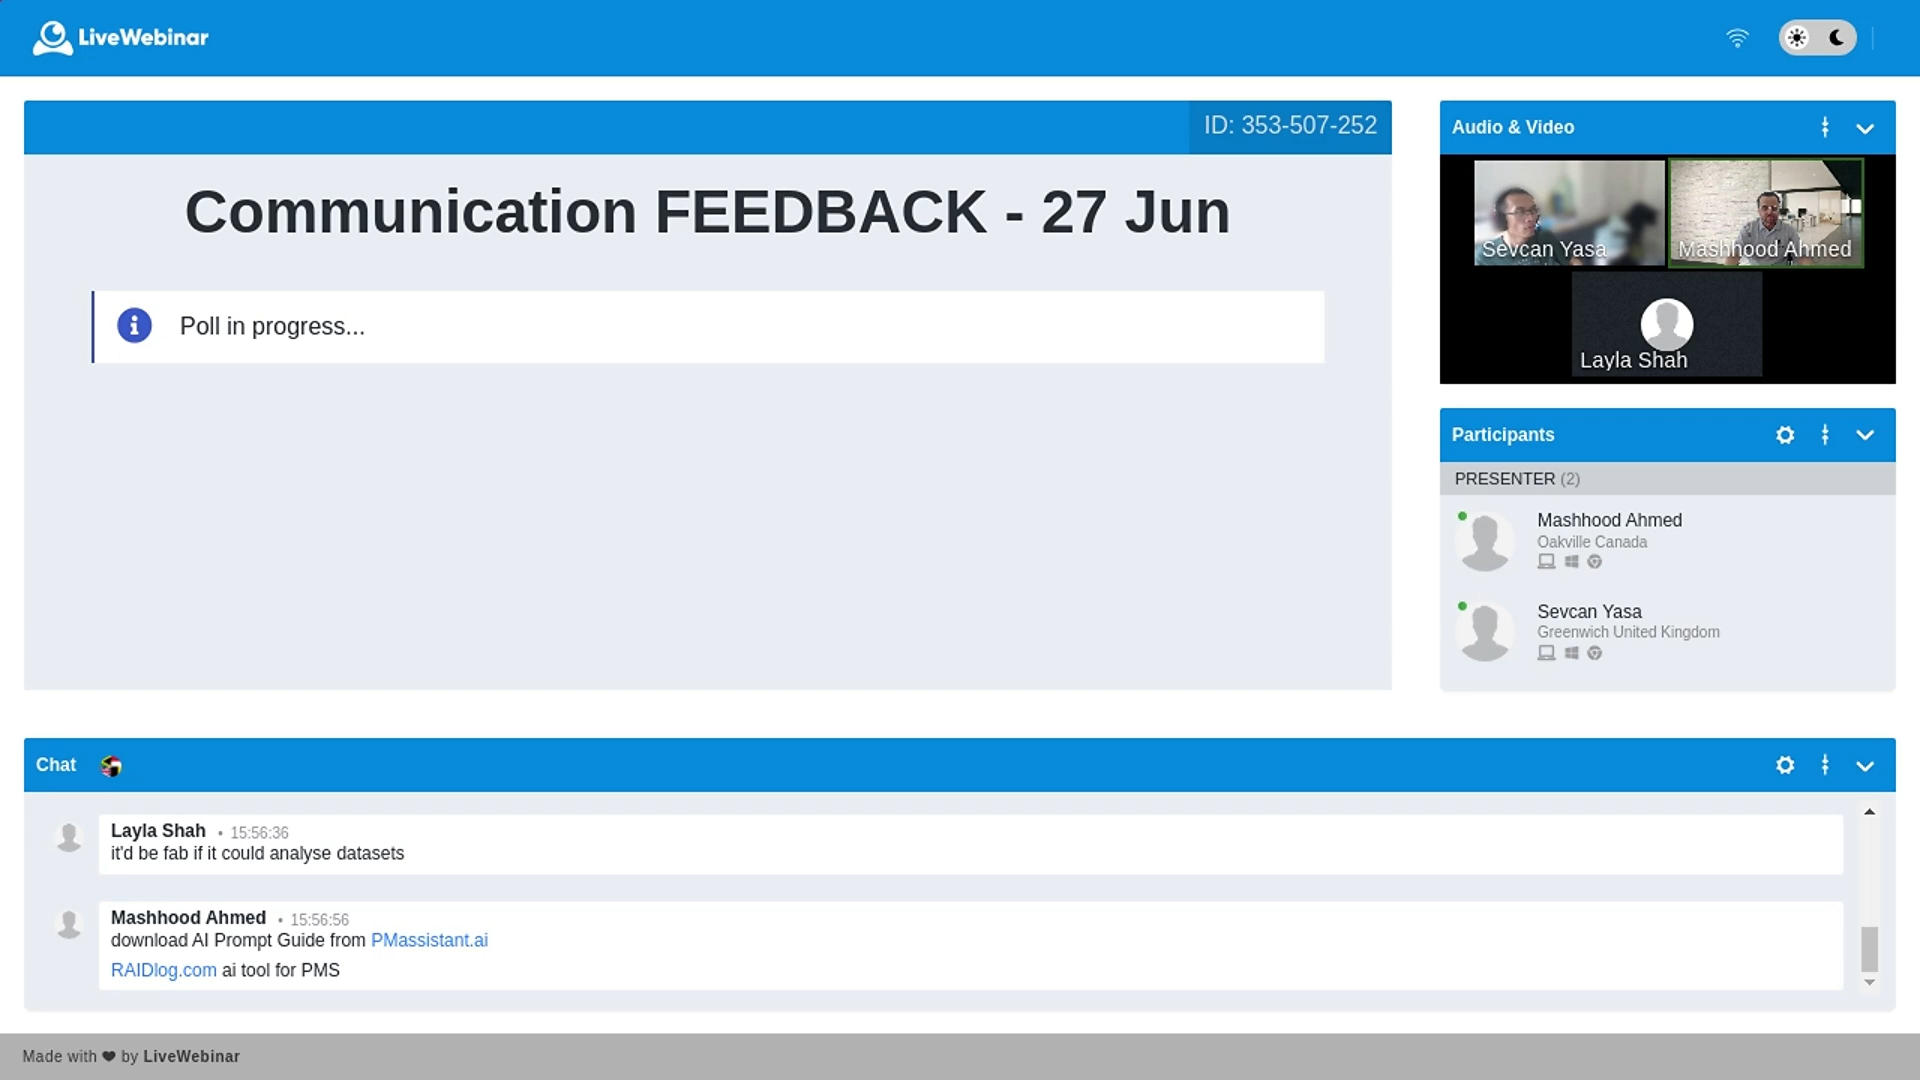 LiveWebinar
ID: 353-507-252
Communication FEEDBACK - 27 Jun
Poll in progress...
Audio & Video
Sevcan Yasa
Mashhood Ahmed
Layla Shah
Participants
PRESENTER (2)
Mashhood Ahmed
Oakville Canada
Sevcan Yasa
Greenwich United Kingdom
Chat
Layla Shah • 15:56:36
it'd be fab if it could analyse datasets
Mashhood Ahmed • 15:56:56
download AI Prompt Guide from PMassistant.ai
RAIDlog.com ai tool for PMS
Made with ❤ by LiveWebinar